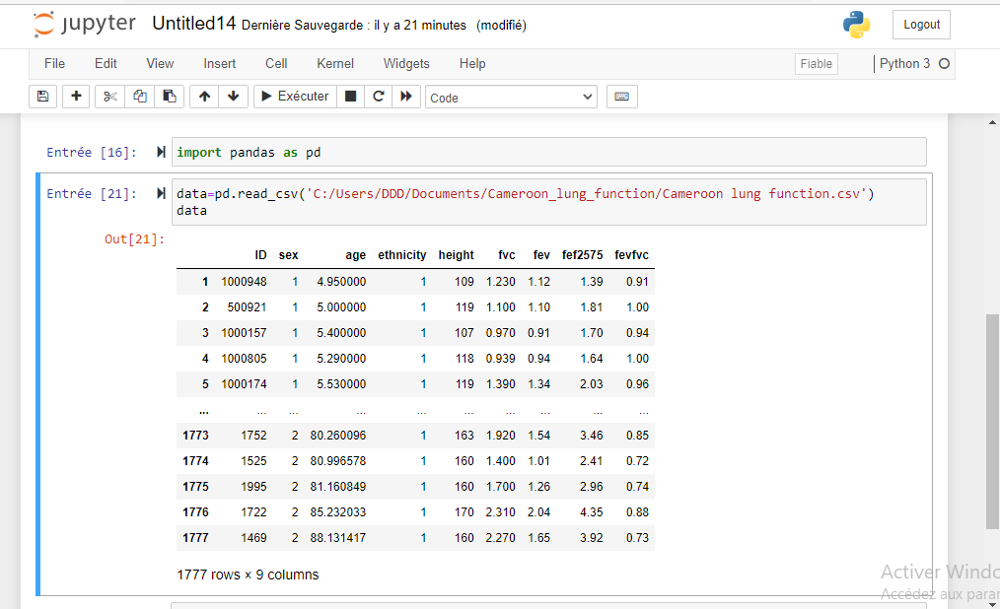 jupyter Untitled14 Dernière Sauvegarde : il y a 21 minutes (modifié) Logout
File Edit View Insert Cell Kernel Widgets Help Fiable Python 3
Exécuter Code
Entrée [16]: import pandas as pd
Entrée [21]: data=pd.read_csv('C:/Users/DDD/Documents/Cameroon_lung_function/Cameroon lung function.csv')
data
Out[21]:
ID sex age ethnicity height fvc fev fef2575 fevfvc
1 1000948 1 4.950000 1 109 1.230 1.12 1.39 0.91
2 500921 1 5.000000 1 119 1.100 1.10 1.81 1.00
3 1000157 1 5.400000 1 107 0.970 0.91 1.70 0.94
4 1000805 1 5.290000 1 118 0.939 0.94 1.64 1.00
5 1000174 1 5.530000 1 119 1.390 1.34 2.03 0.96
... ... ... ... ... ... ... ... ... ...
1773 1752 2 80.260096 1 163 1.920 1.54 3.46 0.85
1774 1525 2 80.996578 1 160 1.400 1.01 2.41 0.72
1775 1995 2 81.160849 1 160 1.700 1.26 2.96 0.74
1776 1722 2 85.232033 1 170 2.310 2.04 4.35 0.88
1777 1469 2 88.131417 1 160 2.270 1.65 3.92 0.73
1777 rows × 9 columns
Activer Windo
Accédez aux parar